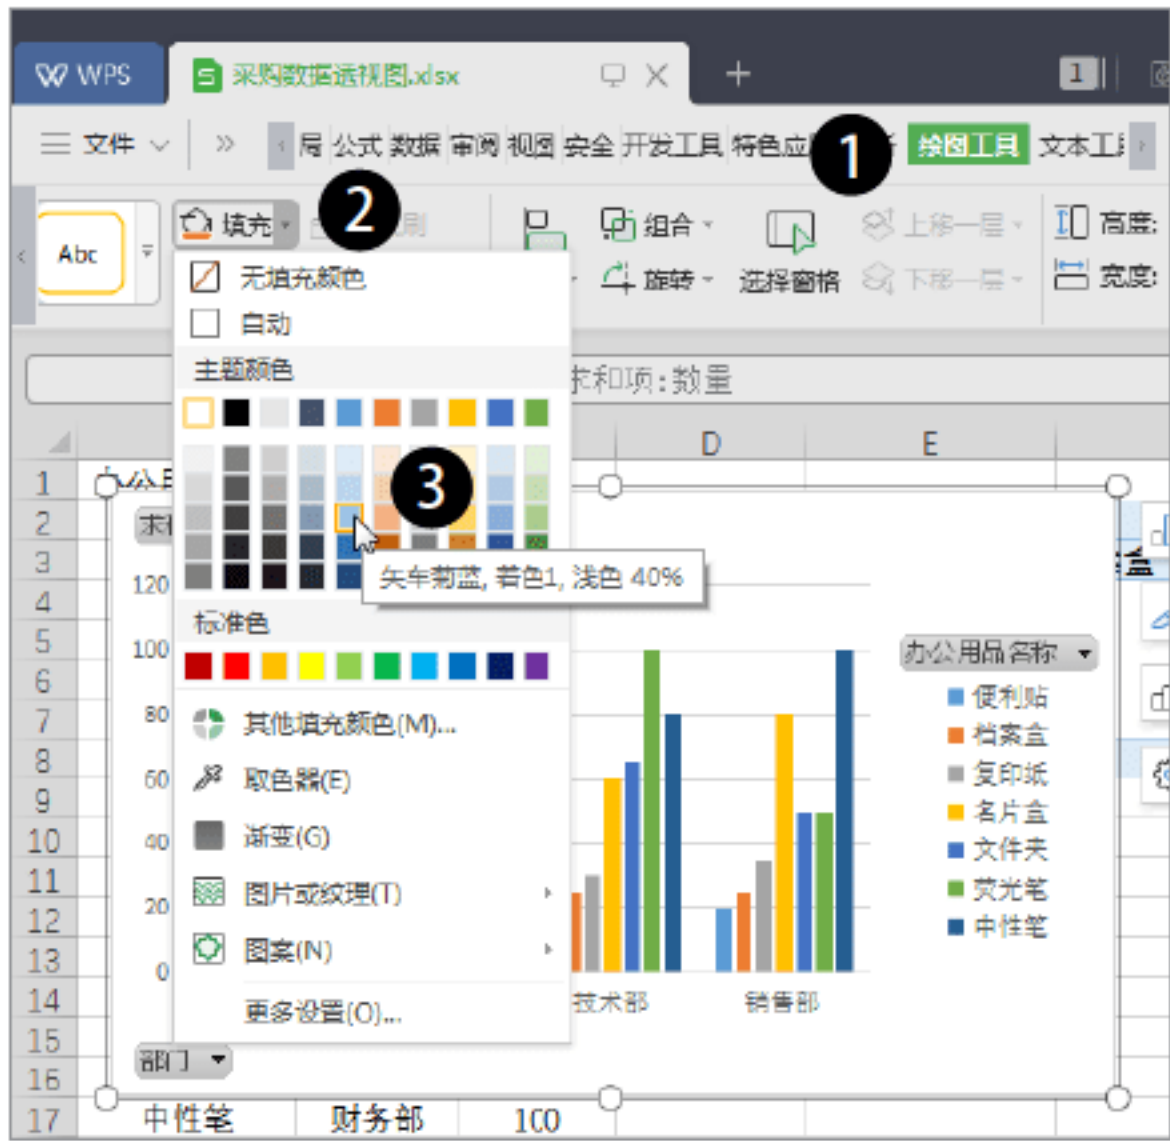 WPS
采购数据透视图.xlsx
1
文件
局 公式 数据 审阅 视图 安全 开发工具 特色应
1
绘图工具 文本工具
Abc
填充
2
刷
组合
旋转
选择窗格
上移一层
下移一层
高度:
宽度:
无填充颜色
自动
主题颜色
求和项:数量
D
E
3
矢车菊蓝, 着色1, 浅色 40%
标准色
其他填充颜色(M)...
取色器(E)
渐变(G)
图片或纹理(T)
图案(N)
更多设置(O)...
1
办公用
2
求
3
盒
4
5
6
7
8
9
10
11
12
13
14
15
16
17
120
100
80
60
40
20
0
技术部
销售部
办公用品名称
便利贴
档案盒
复印纸
名片盒
文件夹
荧光笔
中性笔
部门
中性笔 财务部 100